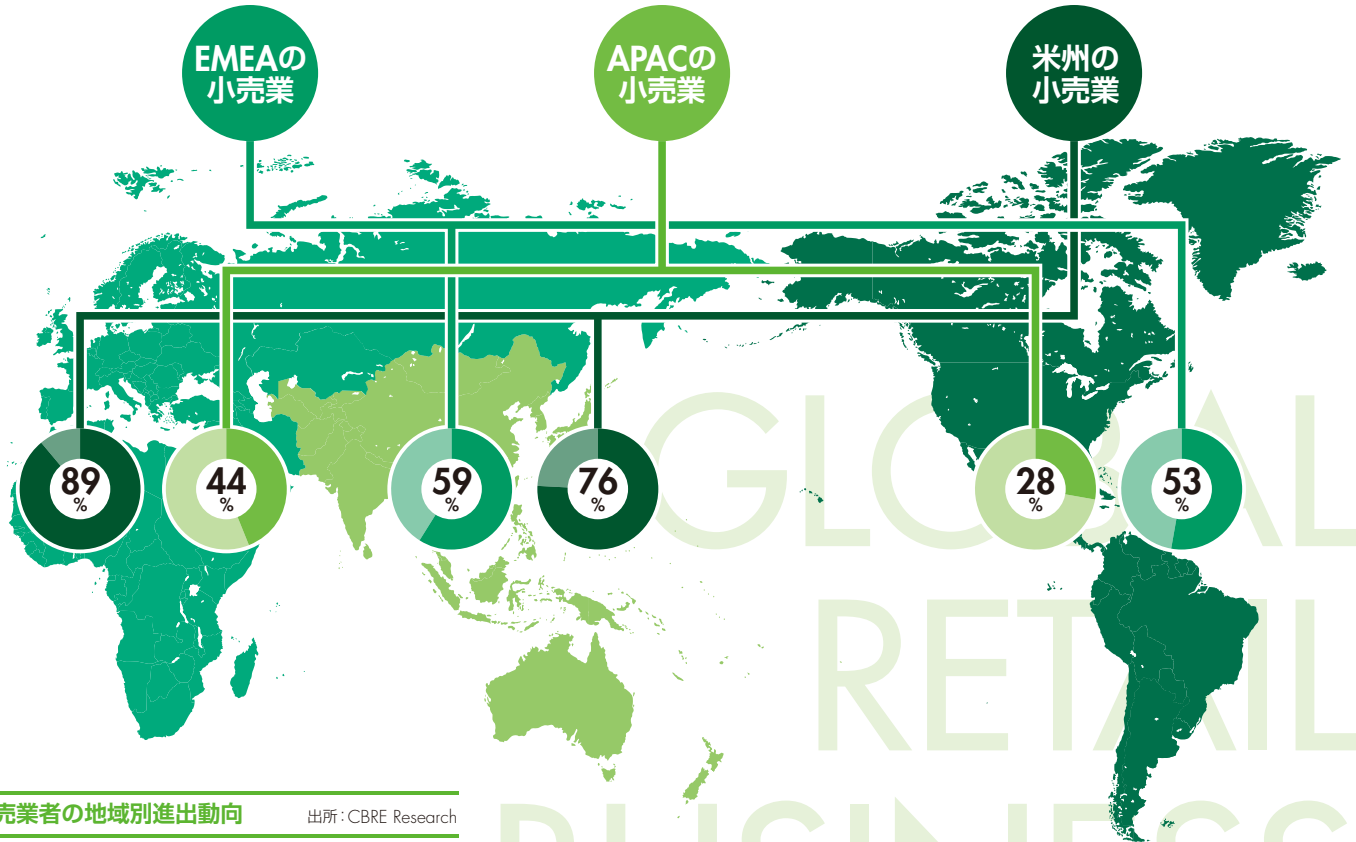 EMEAの
小売業
APACの
小売業
米州の
小売業
89
%
44
%
59
%
76
%
28
%
53
%
GLOBAL
RETAIL
BUSINESS
売業者の地域別進出動向
出所：CBRE Research